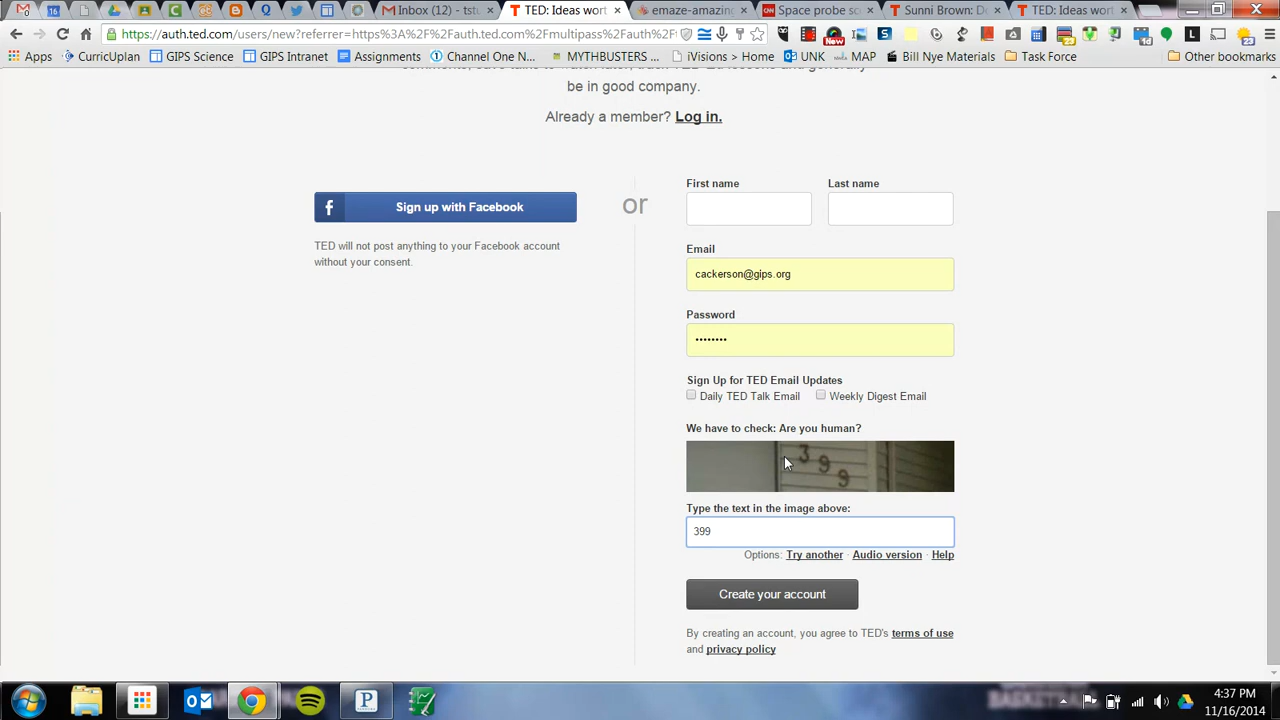 Inbox (12) - tstu
TED: Ideas wort
emaze-amazing
Space probe sc
Sunni Brown: D
TED: Ideas wort
https://auth.ted.com/users/new?referrer=https%3A%2F%2Fauth.ted.com%2Fmultipass%2Fauth%2F
Apps
CurricuPlan
GIPS Science
GIPS Intranet
Assignments
Channel One News
MYTHBUSTERS
iVisions > Home
UNK
MAP
Bill Nye Materials
Task Force
Other bookmarks
be in good company.
Already a member? Log in.
Sign up with Facebook
TED will not post anything to your Facebook account
without your consent.
or
First name
Last name
Email
cackerson@gips.org
Password
••••••••
Sign Up for TED Email Updates
Daily TED Talk Email
Weekly Digest Email
We have to check: Are you human?
399
Type the text in the image above:
399
Options: Try another · Audio version · Help
Create your account
By creating an account, you agree to TED's terms of use
and privacy policy
4:37 PM
11/16/2014